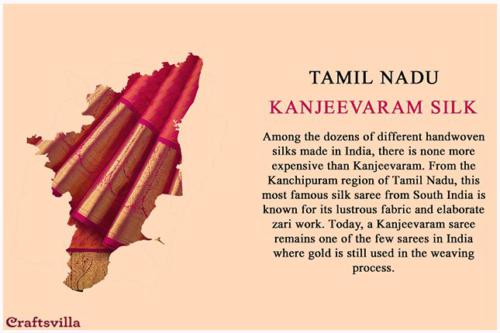 TAMIL NADU
KANJEEVARAM SILK
Among the dozens of different handwoven
silks made in India, there is none more
expensive than Kanjeevaram. From the
Kanchipuram region of Tamil Nadu, this
most famous silk saree from South India is
known for its lustrous fabric and elaborate
zari work. Today, a Kanjeevaram saree
remains one of the few sarees in India
where gold is still used in the weaving
process.
Craftsvilla